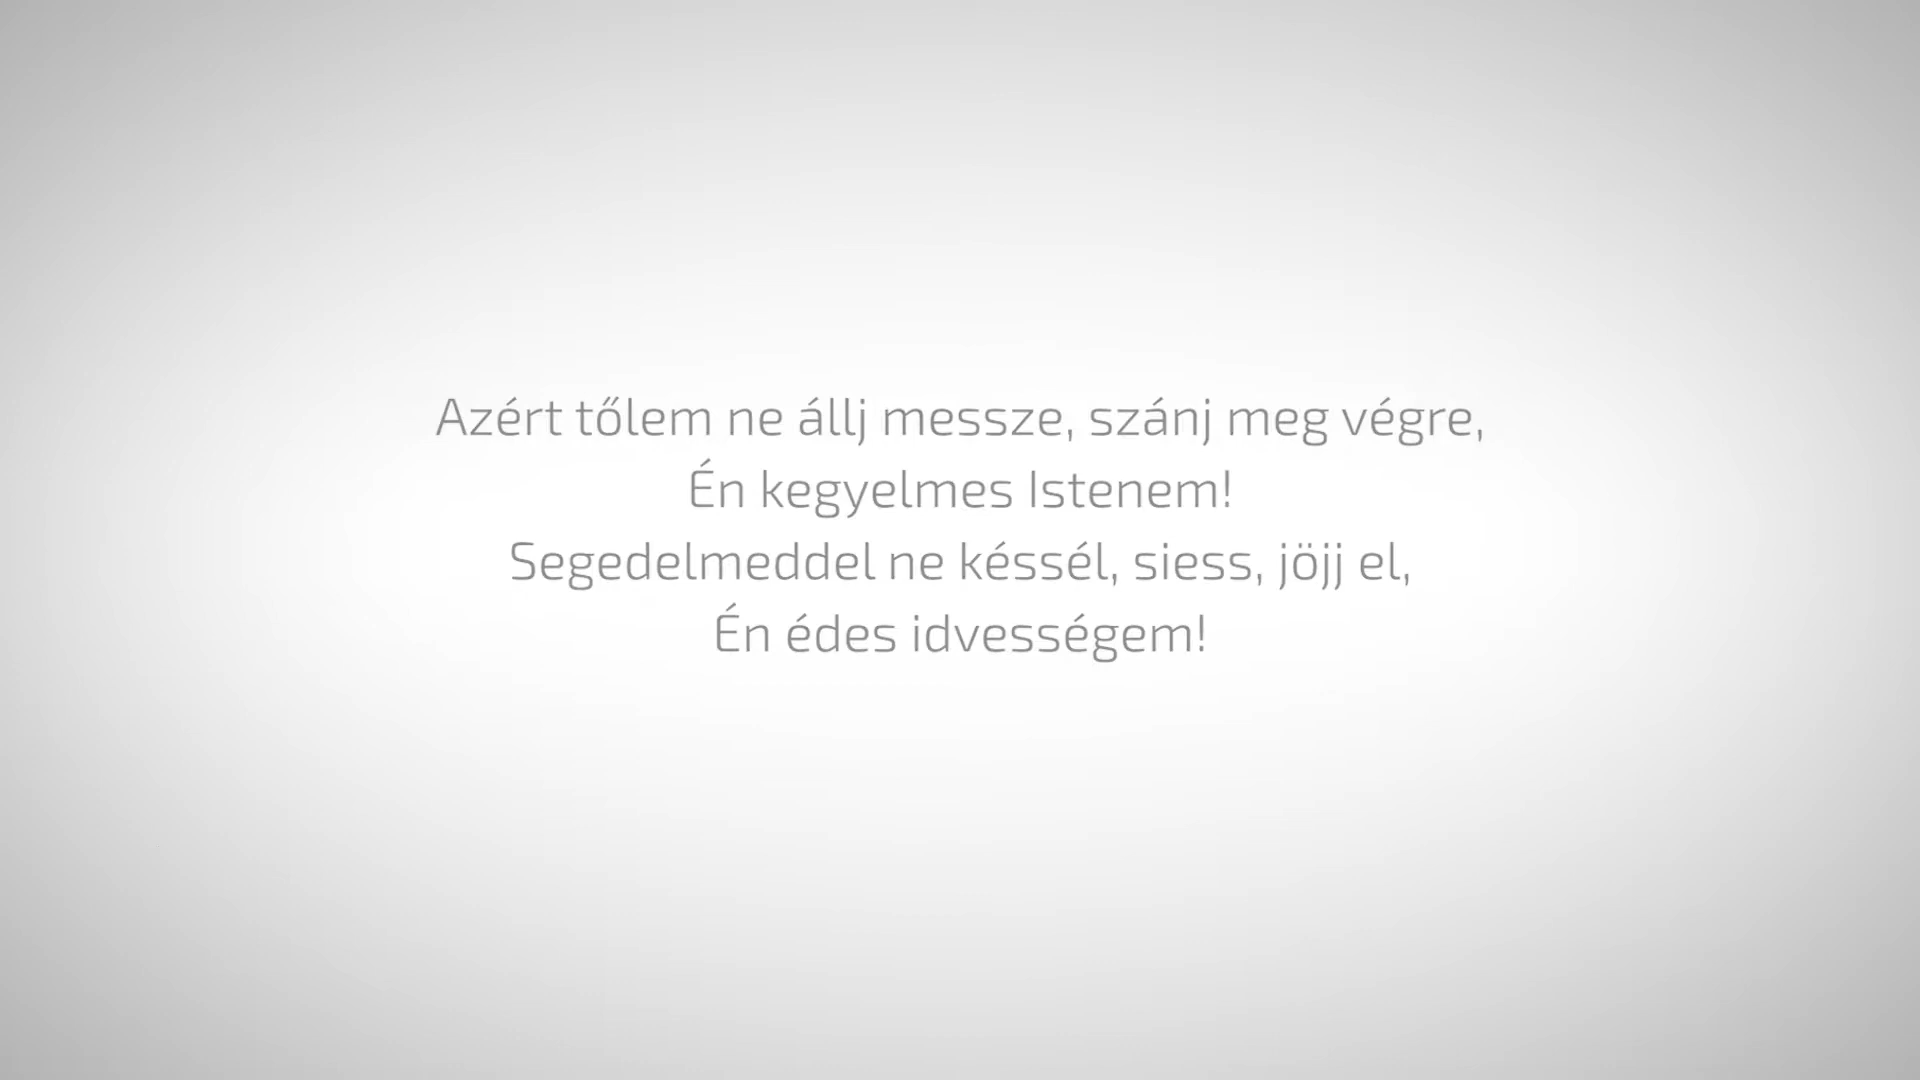 Azért tőlem ne állj messze, szánj meg végre,
Én kegyelmes Istenem!
Segedelmeddel ne késsél, siess, jöjj el,
Én édes idvességem!